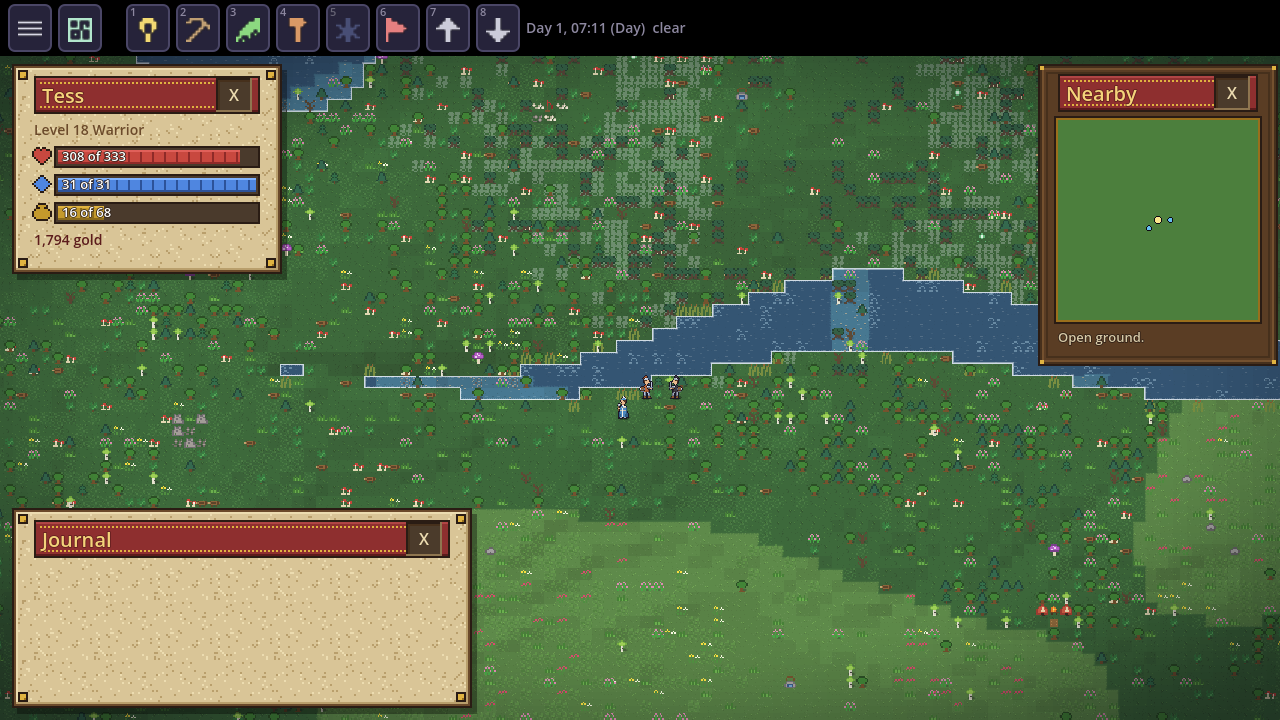 1 2 3 4 5 6 7 8 Day 1, 07:11 (Day) clear
Tess X
Level 18 Warrior
308 of 333
31 of 31
16 of 68
1,794 gold
Nearby X
Open ground.
Journal X